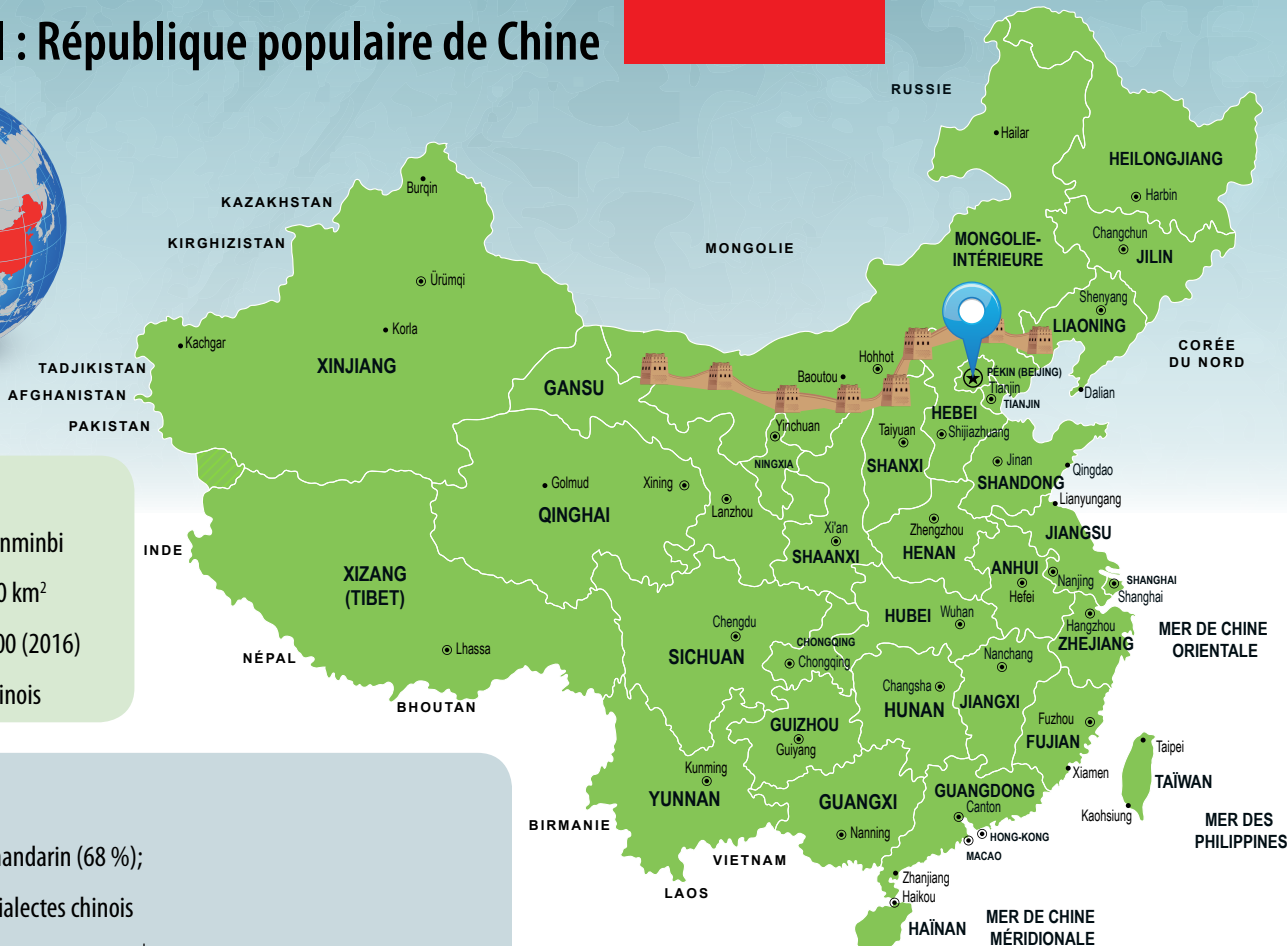 : République populaire de Chine
RUSSIE
Hailar
HEILONGJIANG
Harbin
KAZAKHSTAN
Burqin
KIRGHIZISTAN
MONGOLIE
MONGOLIE-
INTÉRIEURE
Changchun
JILIN
Ürümqi
Shenyang
LIAONING
Korla
Kachgar
XINJIANG
CORÉE
DU NORD
TADJIKISTAN
AFGHANISTAN
PAKISTAN
GANSU
Hohhot
Baoutou
PÉKIN (BEIJING)
Tianjin
TIANJIN
Dalian
HEBEI
Yinchuan
Taiyuan
Shijiazhuang
NINGXIA
SHANXI
Jinan
Qingdao
SHANDONG
Golmud
Xining
Lanzhou
Lianyungang
QINGHAI
Xi'an
Zhengzhou
JIANGSU
INDE
SHAANXI
HENAN
ANHUI
Hefei
Nanjing
SHANGHAI
Shanghai
XIZANG
(TIBET)
HUBEI
Wuhan
Hangzhou
ZHEJIANG
MER DE CHINE
ORIENTALE
Chengdu
CHONGQING
Chongqing
SICHUAN
NÉPAL
Lhassa
Nanchang
BHOUTAN
Changsha
HUNAN
JIANGXI
GUIZHOU
Guiyang
Fuzhou
FUJIAN
Taipei
Kunming
YUNNAN
Xiamen
TAÏWAN
GUANGXI
GUANGDONG
Canton
Kaohsiung
BIRMANIE
Nanning
HONG-KONG
MACAO
MER DES
PHILIPPINES
VIETNAM
LAOS
Zhanjiang
Haikou
HAÏNAN
MER DE CHINE
MÉRIDIONALE
km²
(2016)
mandarin (68 %);
dialectes chinois